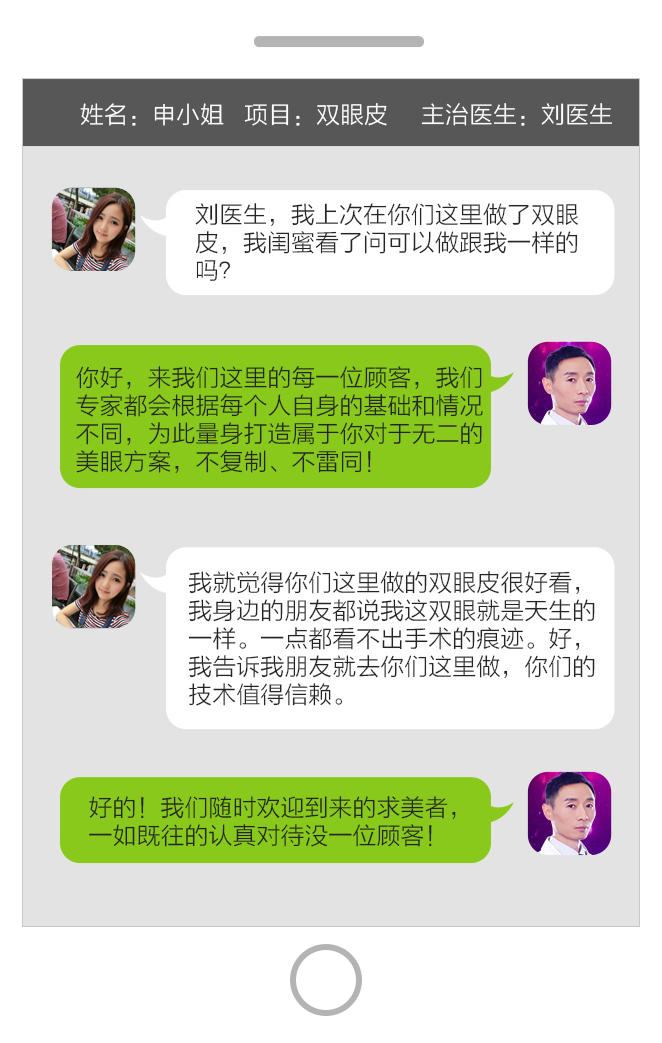 姓名：申小姐 项目：双眼皮 主治医生：刘医生
刘医生，我上次在你们这里做了双眼
皮，我闺蜜看了问可以做跟我一样的
吗？
你好，来我们这里的每一位顾客，我们
专家都会根据每个人自身的基础和情况
不同，为此量身打造属于你对于无二的
美眼方案，不复制、不雷同！
我就觉得你们这里做的双眼皮很好看，
我身边的朋友都说我这双眼就是天生的
一样。一点都看不出手术的痕迹。好，
我告诉我朋友就去你们这里做，你们的
技术值得信赖。
好的！我们随时欢迎到来的求美者，
一如既往的认真对待没一位顾客！